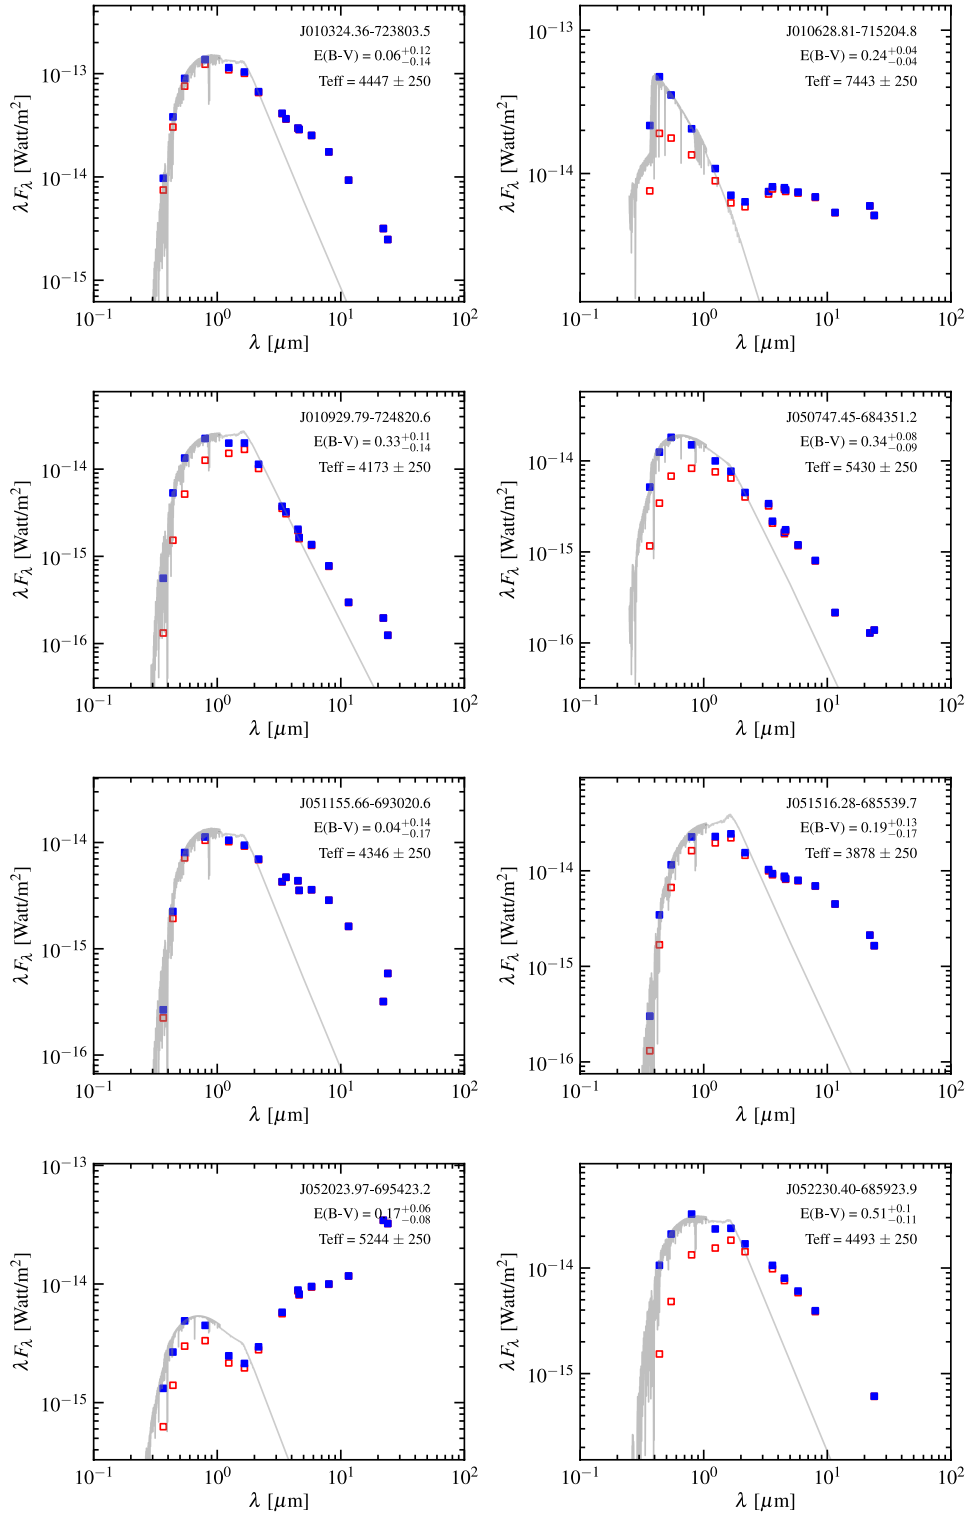 J010324.36-723803.5
E(B-V) = 0.06 +0.12 −0.14
Teff = 4447 ± 250
10−13
10−14
10−15
λFλ [Watt/m2]
10−1 100 101 102
λ [μm]
J010628.81-715204.8
E(B-V) = 0.24 +0.04 −0.04
Teff = 7443 ± 250
10−13
10−14
λFλ [Watt/m2]
10−1 100 101 102
λ [μm]
J010929.79-724820.6
E(B-V) = 0.33 +0.11 −0.14
Teff = 4173 ± 250
10−14
10−15
10−16
λFλ [Watt/m2]
10−1 100 101 102
λ [μm]
J050747.45-684351.2
E(B-V) = 0.34 +0.08 −0.09
Teff = 5430 ± 250
10−14
10−15
10−16
λFλ [Watt/m2]
10−1 100 101 102
λ [μm]
J051155.66-693020.6
E(B-V) = 0.04 +0.14 −0.17
Teff = 4346 ± 250
10−14
10−15
10−16
λFλ [Watt/m2]
10−1 100 101 102
λ [μm]
J051516.28-685539.7
E(B-V) = 0.19 +0.13 −0.17
Teff = 3878 ± 250
10−14
10−15
10−16
λFλ [Watt/m2]
10−1 100 101 102
λ [μm]
J052023.97-695423.2
E(B-V) = 0.17 +0.06 −0.08
Teff = 5244 ± 250
10−13
10−14
10−15
λFλ [Watt/m2]
10−1 100 101 102
λ [μm]
J052230.40-685923.9
E(B-V) = 0.51 +0.1 −0.11
Teff = 4493 ± 250
10−14
10−15
λFλ [Watt/m2]
10−1 100 101 102
λ [μm]